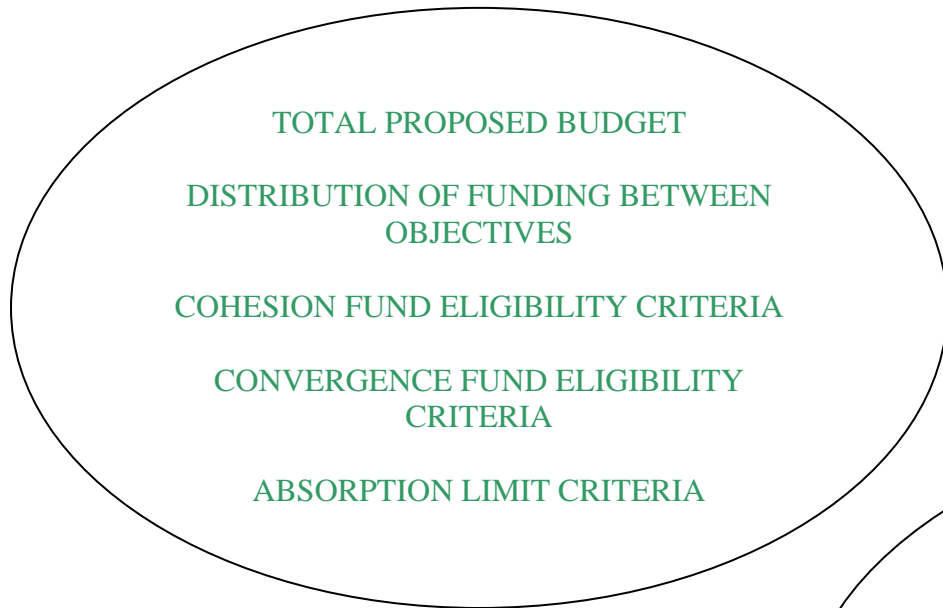 TOTAL PROPOSED BUDGET
DISTRIBUTION OF FUNDING BETWEEN
OBJECTIVES
COHESION FUND ELIGIBILITY CRITERIA
CONVERGENCE FUND ELIGIBILITY
CRITERIA
ABSORPTION LIMIT CRITERIA